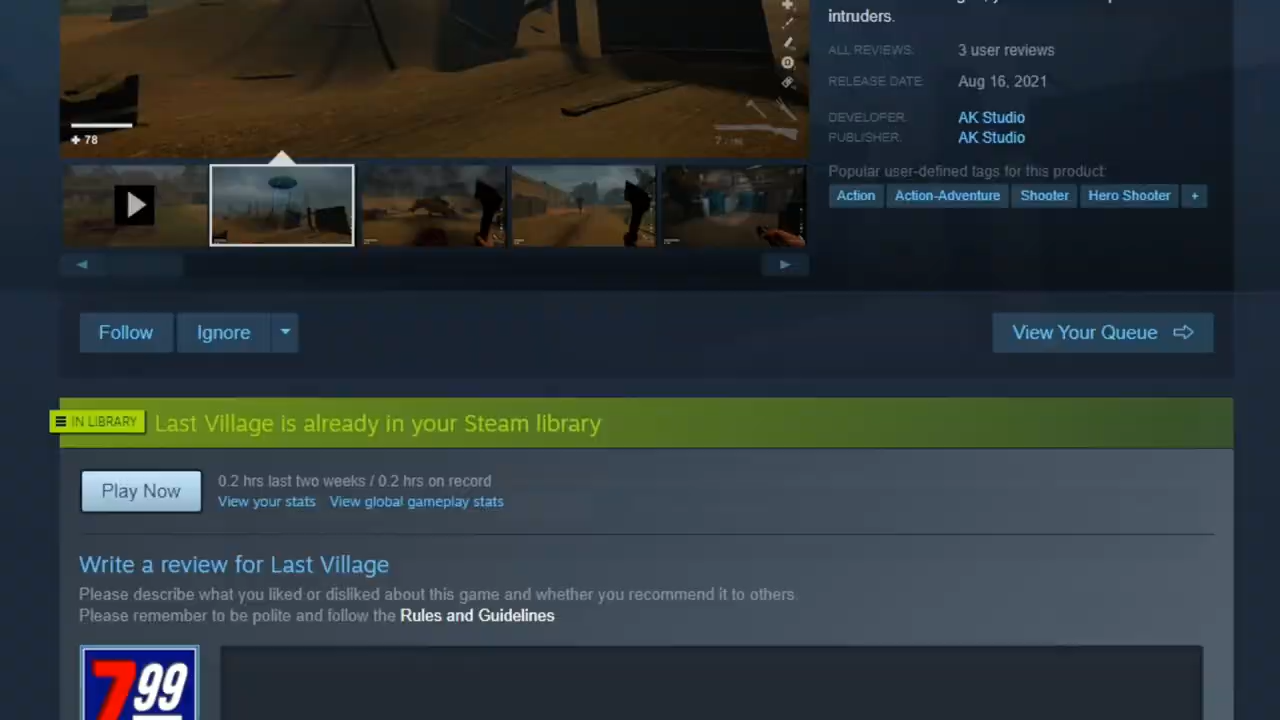 intruders.
ALL REVIEWS: 3 user reviews
RELEASE DATE: Aug 16, 2021
DEVELOPER: AK Studio
PUBLISHER: AK Studio
Popular user-defined tags for this product:
Action Action-Adventure Shooter Hero Shooter +
78
Follow Ignore View Your Queue
IN LIBRARY Last Village is already in your Steam library
Play Now 0.2 hrs last two weeks / 0.2 hrs on record
View your stats View global gameplay stats
Write a review for Last Village
Please describe what you liked or disliked about this game and whether you recommend it to others.
Please remember to be polite and follow the Rules and Guidelines
7.99